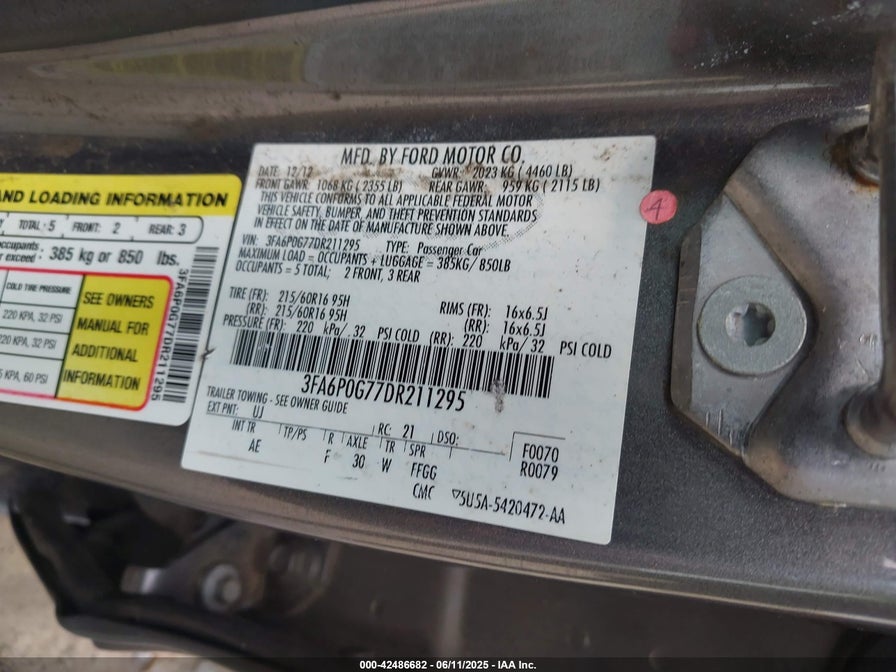 AND LOADING INFORMATION
TOTAL: 5 FRONT: 2 REAR: 3
385 kg or 850 lbs.
COLD TIRE PRESSURE
220 KPA, 32 PSI
220 KPA, 32 PSI
KPA, 60 PSI
SEE OWNERS
MANUAL FOR
ADDITIONAL
INFORMATION
3FA6P0G77DR211295
MFD. BY FORD MOTOR CO.
DATE: 12/12 GVWR: 2023 KG ( 4460 LB)
FRONT GAWR: 1068 KG ( 2355 LB) REAR GAWR: 959 KG ( 2115 LB)
THIS VEHICLE CONFORMS TO ALL APPLICABLE FEDERAL MOTOR
VEHICLE SAFETY, BUMPER, AND THEFT PREVENTION STANDARDS
IN EFFECT ON THE DATE OF MANUFACTURE SHOWN ABOVE.
VIN: 3FA6P0G77DR211295 TYPE: Passenger Car
MAXIMUM LOAD = OCCUPANTS + LUGGAGE = 385KG/ 850LB
OCCUPANTS = 5 TOTAL; 2 FRONT, 3 REAR
TIRE (FR): 215/60R16 95H RIMS (FR): 16x6.5J
(RR): 215/60R16 95H (RR): 16x6.5J
PRESSURE (FR): 220 kPa/ 32 PSI COLD (RR): 220 kPa/ 32 PSI COLD
3FA6P0G77DR211295
TRAILER TOWING - SEE OWNER GUIDE
EXT PNT: UJ RC: 21 DSO:
INT TR TP/PS R AXLE TR SPR F0070
AE F 30 W FFGG R0079
CMC 5U5A-5420472-AA
4
000-42486682 - 06/11/2025 - IAA Inc.